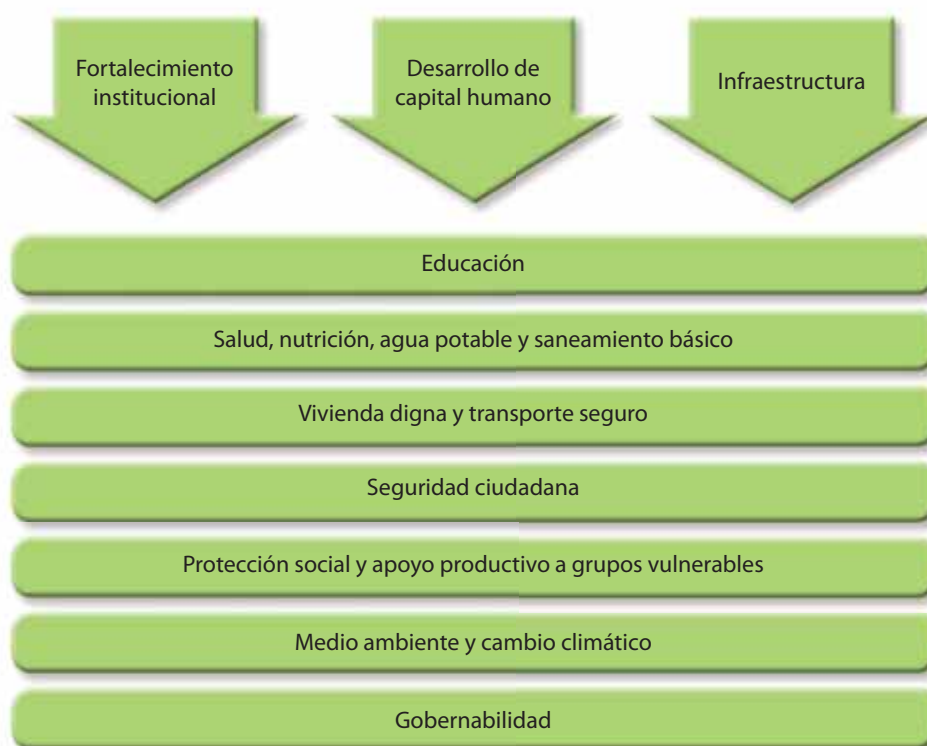 Fortalecimiento
institucional
Desarrollo de
capital humano
Infraestructura
Educación
Salud, nutrición, agua potable y saneamiento básico
Vivienda digna y transporte seguro
Seguridad ciudadana
Protección social y apoyo productivo a grupos vulnerables
Medio ambiente y cambio climático
Gobernabilidad